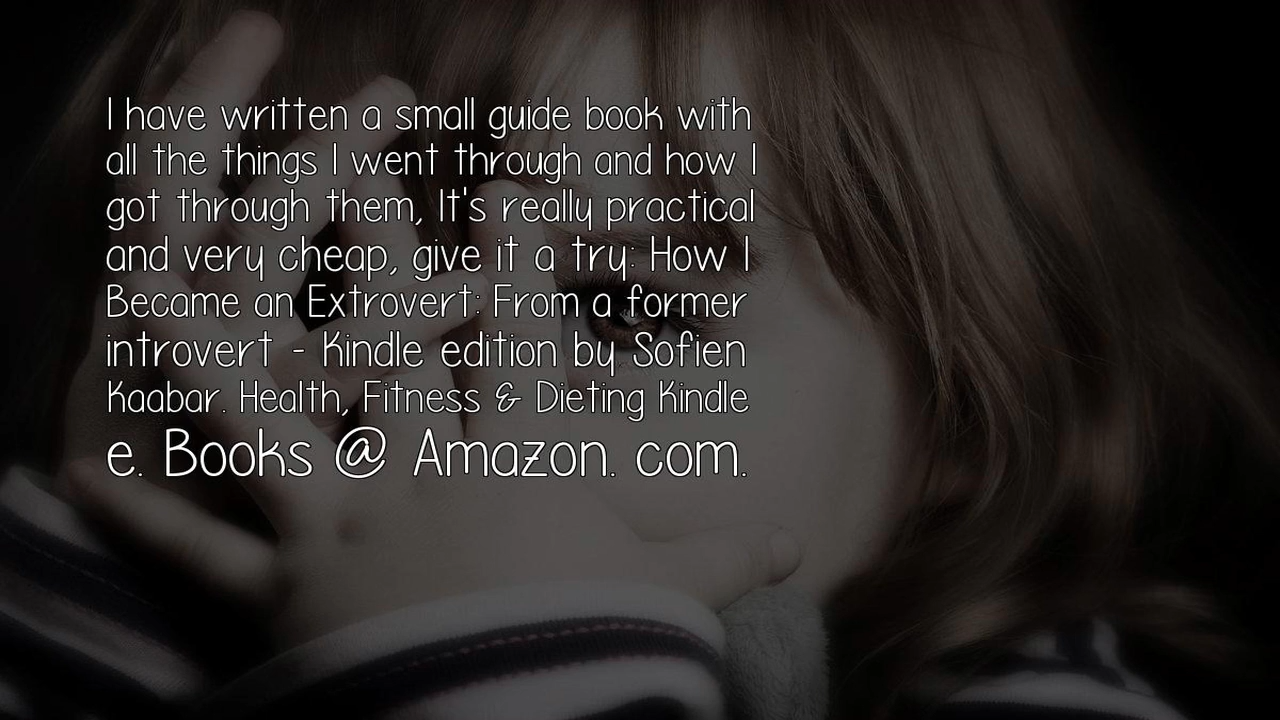 I have written a small guide book with
all the things I went through and how I
got through them, It's really practical
and very cheap, give it a try: How I
Became an Extrovert: From a former
introvert - Kindle edition by Sofien
Kaabar. Health, Fitness & Dieting Kindle
e. Books @ Amazon. com.